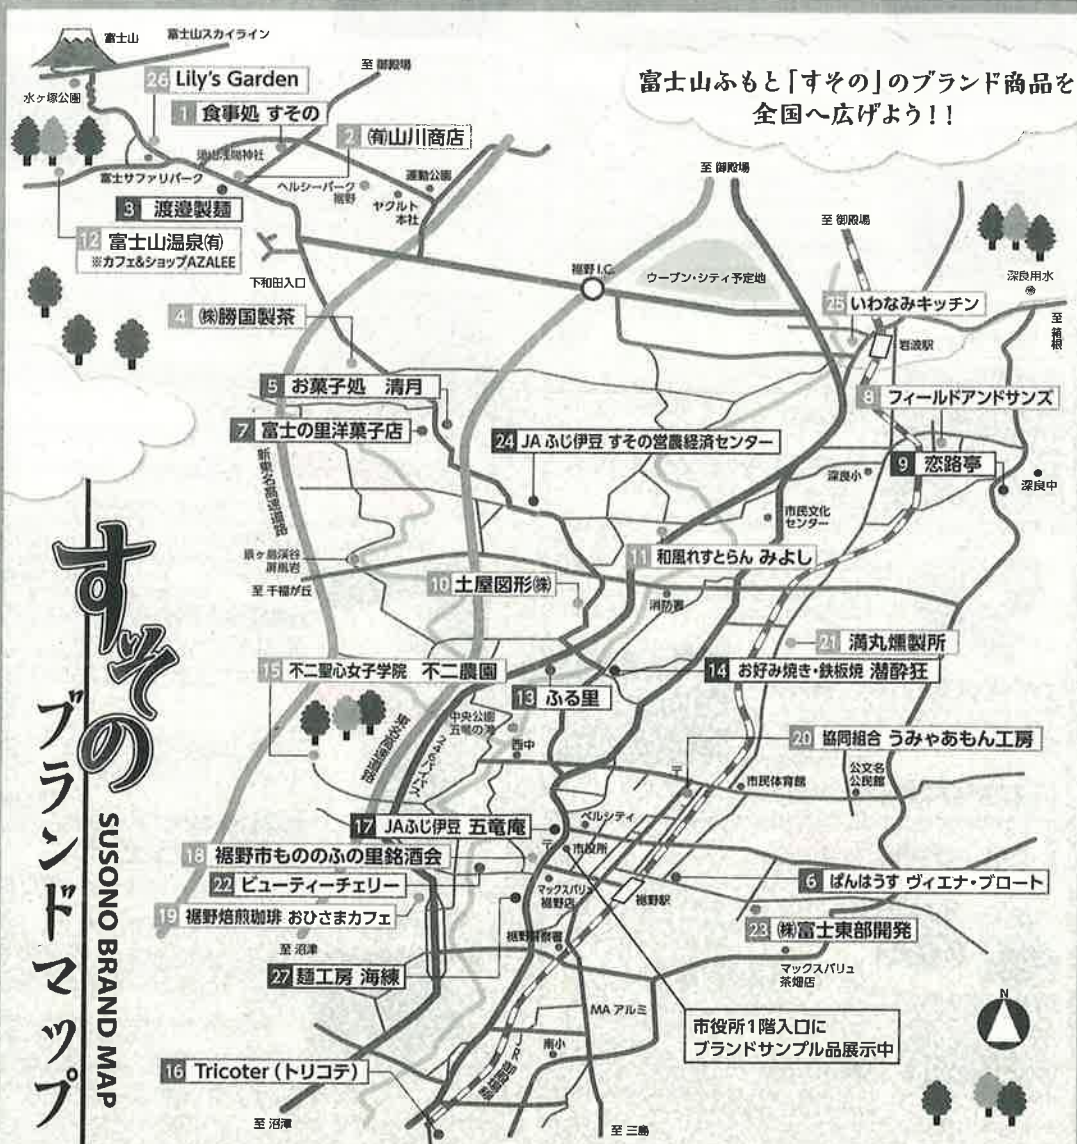 富士山
富士山スカイライン
水ヶ塚公園
26 Lily's Garden
至 御殿場
富士山ふもと「すその」のブランド商品を
全国へ広げよう!!
1 食事処 すその
2 ㈲山川商店
須山浅間神社
富士サファリパーク
ヘルシーパーク
裾野
運動公園
ヤクルト
本社
3 渡邉製麺
12 富士山温泉㈲
※カフェ&ショップAZALEE
至 御殿場
至 御殿場
深良用水
下和田入口
裾野I.C.
ウーブン・シティ予定地
25 いわなみキッチン
至 箱根
4 ㈱勝国製茶
岩波駅
5 お菓子処 清月
8 フィールドアンドサンズ
7 富士の里洋菓子店
24 JA ふじ伊豆 すその営農経済センター
9 恋路亭
新東名高速道路
深良小
深良中
市民文化
センター
景ヶ島渓谷
屏風岩
至 千福が丘
11 和風れすとらん みよし
10 土屋図形㈱
消防署
21 満丸燻製所
15 不二聖心女子学院 不二農園
14 お好み焼き・鉄板焼 潜酔狂
13 ふる里
中央公園
五竜の滝
西中
東名高速道路
246バイパス
20 協同組合 うみゃあもん工房
〒
市民体育館
公文名
公民館
17 JAふじ伊豆 五竜庵
ベルシティ
〒
市役所
18 裾野市もののふの里銘酒会
22 ビューティーチェリー
マックスバリュ
裾野店
裾野駅
6 ぱんはうす ヴィエナ・ブロート
19 裾野焙煎珈琲 おひさまカフェ
23 ㈱富士東部開発
至 沼津
裾野警察署
27 麺工房 海練
マックスバリュ
茶畑店
MA アルミ
市役所1階入口に
ブランドサンプル品展示中
N
南小
JR御殿場線
16 Tricoter (トリコテ)
至 沼津
至 三島
すその
ブランドマップ
SUSONO BRAND MAP